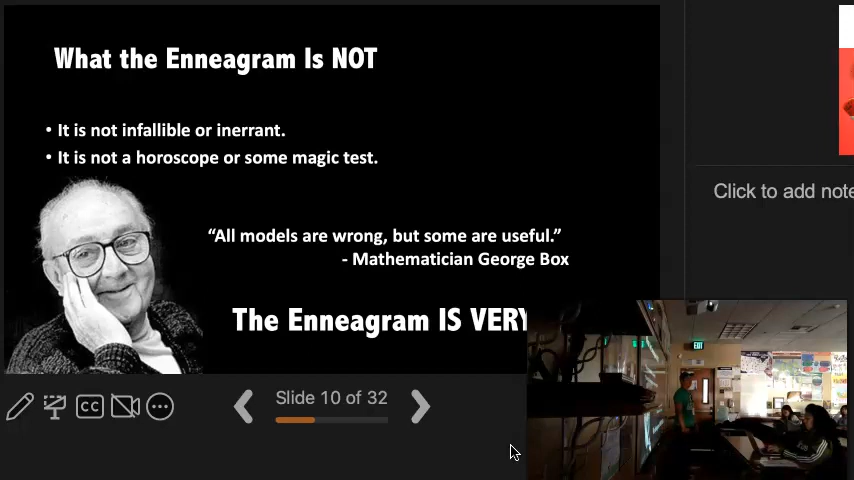 What the Enneagram Is NOT
• It is not infallible or inerrant.
• It is not a horoscope or some magic test.
“All models are wrong, but some are useful.”
- Mathematician George Box
The Enneagram IS VERY
Click to add note
CC
Slide 10 of 32
EXIT